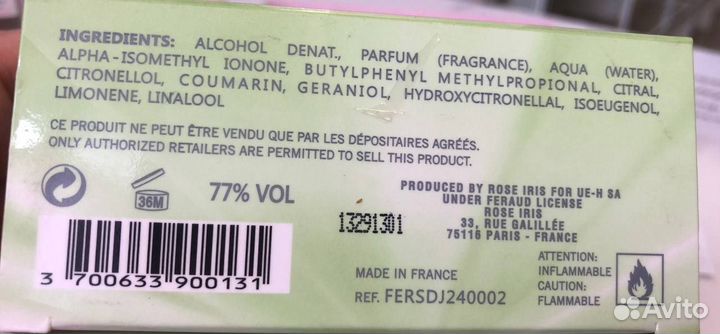 INGREDIENTS: ALCOHOL DENAT., PARFUM (FRAGRANCE), AQUA (WATER),
ALPHA-ISOMETHYL IONONE, BUTYLPHENYL METHYLPROPIONAL, CITRAL,
CITRONELLOL, COUMARIN, GERANIOL, HYDROXYCITRONELLAL, ISOEUGENOL,
LIMONENE, LINALOOL
CE PRODUIT NE PEUT ÊTRE VENDU QUE PAR LES DÉPOSITAIRES AGRÉÉS.
ONLY AUTHORIZED RETAILERS ARE PERMITTED TO SELL THIS PRODUCT.
36M
77% VOL
13291301
PRODUCED BY ROSE IRIS FOR UE-H SA
UNDER FERAUD LICENSE
ROSE IRIS
33, RUE GALILLÉE
75116 PARIS - FRANCE
3 700633 900131
MADE IN FRANCE
REF. FERSDJ240002
ATTENTION:
INFLAMMABLE
CAUTION:
FLAMMABLE
Avito